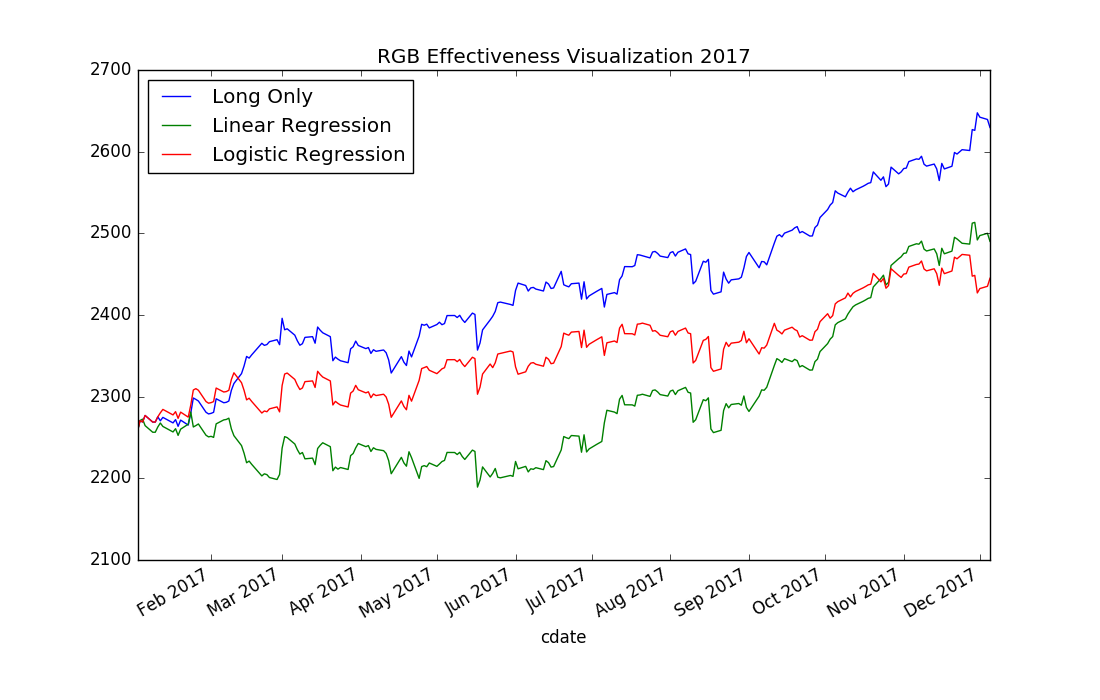 RGB Effectiveness Visualization 2017
Long Only
Linear Regression
Logistic Regression
2700
2600
2500
2400
2300
2200
2100
Feb 2017
Mar 2017
Apr 2017
May 2017
Jun 2017
Jul 2017
Aug 2017
Sep 2017
Oct 2017
Nov 2017
Dec 2017
cdate